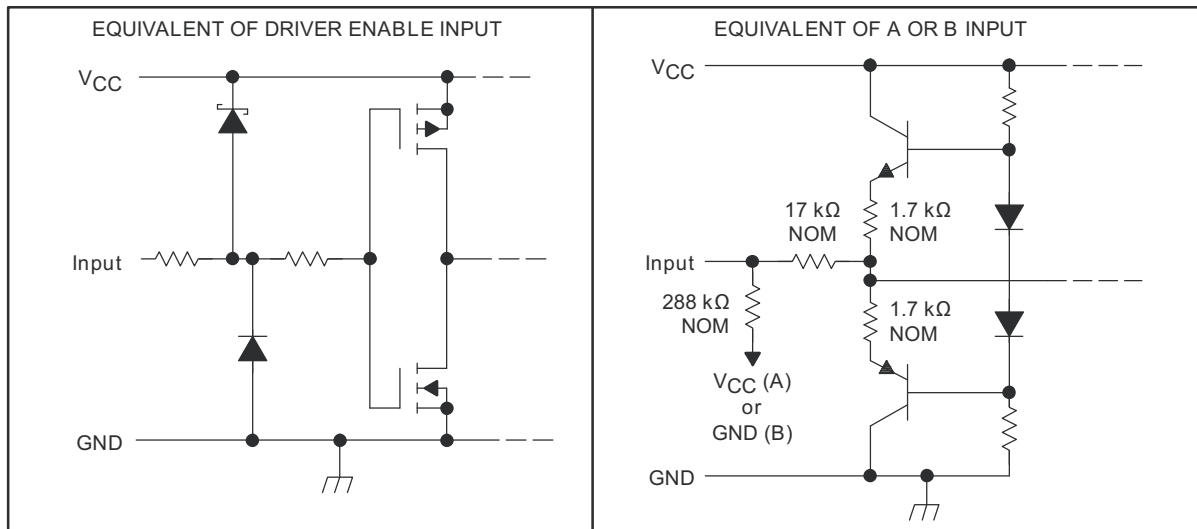 EQUIVALENT OF DRIVER ENABLE INPUT
VCC
Input
GND
EQUIVALENT OF A OR B INPUT
VCC
17 kΩ
NOM
1.7 kΩ
NOM
Input
288 kΩ
NOM
1.7 kΩ
NOM
VCC (A)
or
GND (B)
GND